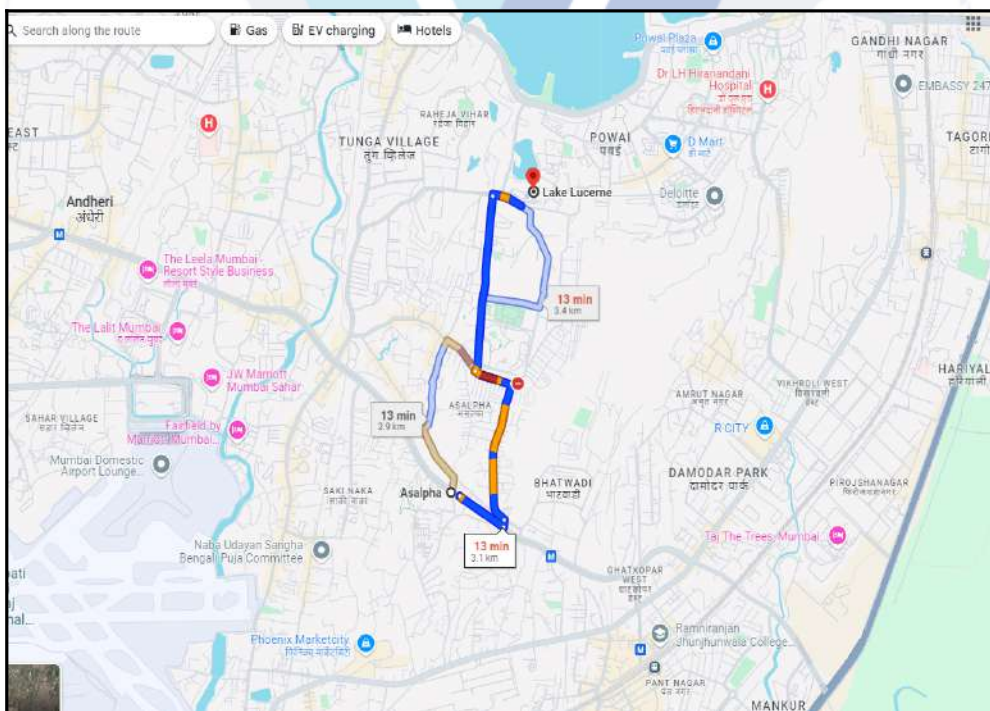 Search along the route
Gas
EV charging
Hotels
Powai Plaza
पवई प्लाझा
GANDHI NAGAR
गांधी नगर
Dr LH Hiranandani
Hospital
EMBASSY 247
RAHEJA VIHAR
रहेजा विहार
EAST
TUNGA VILLAGE
तुंगा व्हिलेज
POWAI
पवई
D Mart
डी मार्ट
TAGORE
Lake Lucerne
Deloitte
Andheri
अंधेरी
The Leela Mumbai
Resort Style Business
13 min
3.4 km
The Lalit Mumbai
JW Marriott
Mumbai Sahar
HARIYAL
ASALPHA
असल्फा
AMRUT NAGAR
अमृत नगर
VIKHROLI WEST
13 min
3.9 km
SAHAR VILLAGE
सहार व्हिलेज
Fairfield by
Marriott Mumbai...
R CITY
Mumbai Domestic
Airport Lounge...
DAMODAR PARK
दामोदर पार्क
PIROJSHANAGAR
SAKI NAKA
साकी नाका
Asalpha
BHATWADI
भाटवाडी
Taj The Trees, Mumbai
13 min
3.1 km
Naba Udayan Sangha
Bengali Puja Committee
GHATKOPAR
WEST
Ramniranjan
Jhunjhunwala College...
Phoenix Marketcity
PANT NAGAR
पंत नगर
MANKUR